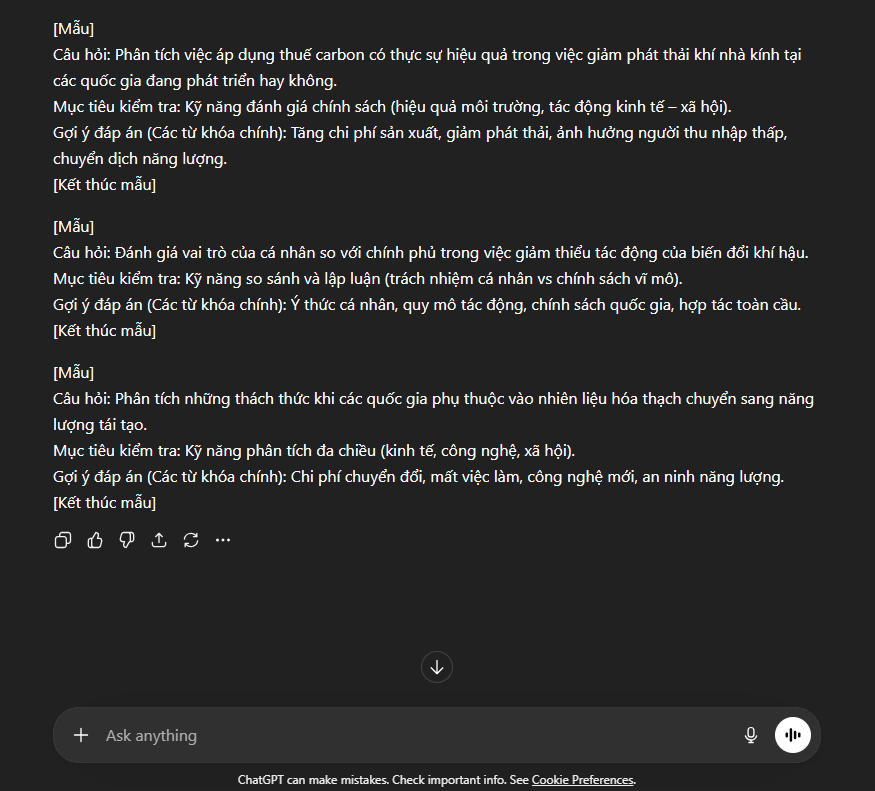 [Mẫu]
Câu hỏi: Phân tích việc áp dụng thuế carbon có thực sự hiệu quả trong việc giảm phát thải khí nhà kính tại
các quốc gia đang phát triển hay không.
Mục tiêu kiểm tra: Kỹ năng đánh giá chính sách (hiệu quả môi trường, tác động kinh tế – xã hội).
Gợi ý đáp án (Các từ khóa chính): Tăng chi phí sản xuất, giảm phát thải, ảnh hưởng người thu nhập thấp,
chuyển dịch năng lượng.
[Kết thúc mẫu]
[Mẫu]
Câu hỏi: Đánh giá vai trò của cá nhân so với chính phủ trong việc giảm thiểu tác động của biến đổi khí hậu.
Mục tiêu kiểm tra: Kỹ năng so sánh và lập luận (trách nhiệm cá nhân vs chính sách vĩ mô).
Gợi ý đáp án (Các từ khóa chính): Ý thức cá nhân, quy mô tác động, chính sách quốc gia, hợp tác toàn cầu.
[Kết thúc mẫu]
[Mẫu]
Câu hỏi: Phân tích những thách thức khi các quốc gia phụ thuộc vào nhiên liệu hóa thạch chuyển sang năng
lượng tái tạo.
Mục tiêu kiểm tra: Kỹ năng phân tích đa chiều (kinh tế, công nghệ, xã hội).
Gợi ý đáp án (Các từ khóa chính): Chi phí chuyển đổi, mất việc làm, công nghệ mới, an ninh năng lượng.
[Kết thúc mẫu]
Ask anything
ChatGPT can make mistakes. Check important info. See Cookie Preferences.